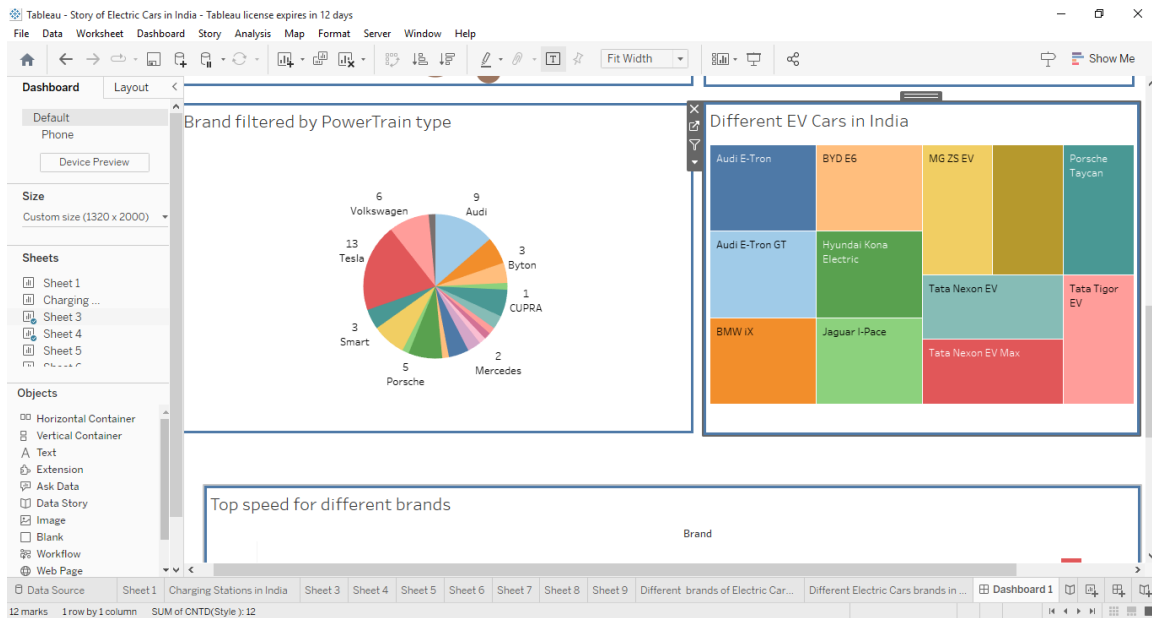 Tableau - Story of Electric Cars in India - Tableau license expires in 12 days
File Data Worksheet Dashboard Story Analysis Map Format Server Window Help
T Fit Width Show Me
Dashboard Layout
Default
Phone
Device Preview
Size
Custom size (1320 x 2000)
Sheets
Sheet 1
Charging ...
Sheet 3
Sheet 4
Sheet 5
Objects
Horizontal Container
Vertical Container
A Text
Extension
Ask Data
Data Story
Image
Blank
Workflow
Web Page
Brand filtered by PowerTrain type
6
Volkswagen
9
Audi
13
Tesla
3
Byton
1
CUPRA
3
Smart
2
Mercedes
5
Porsche
Different EV Cars in India
Audi E-Tron
BYD E6
MG ZS EV
Porsche
Taycan
Audi E-Tron GT
Hyundai Kona
Electric
Tata Nexon EV
Tata Tigor
EV
BMW iX
Jaguar I-Pace
Tata Nexon EV Max
Top speed for different brands
Brand
Data Source Sheet 1 Charging Stations in India Sheet 3 Sheet 4 Sheet 5 Sheet 6 Sheet 7 Sheet 8 Sheet 9 Different brands of Electric Car... Different Electric Cars brands in ... Dashboard 1
12 marks 1 row by 1 column SUM of CNTD(Style ): 12